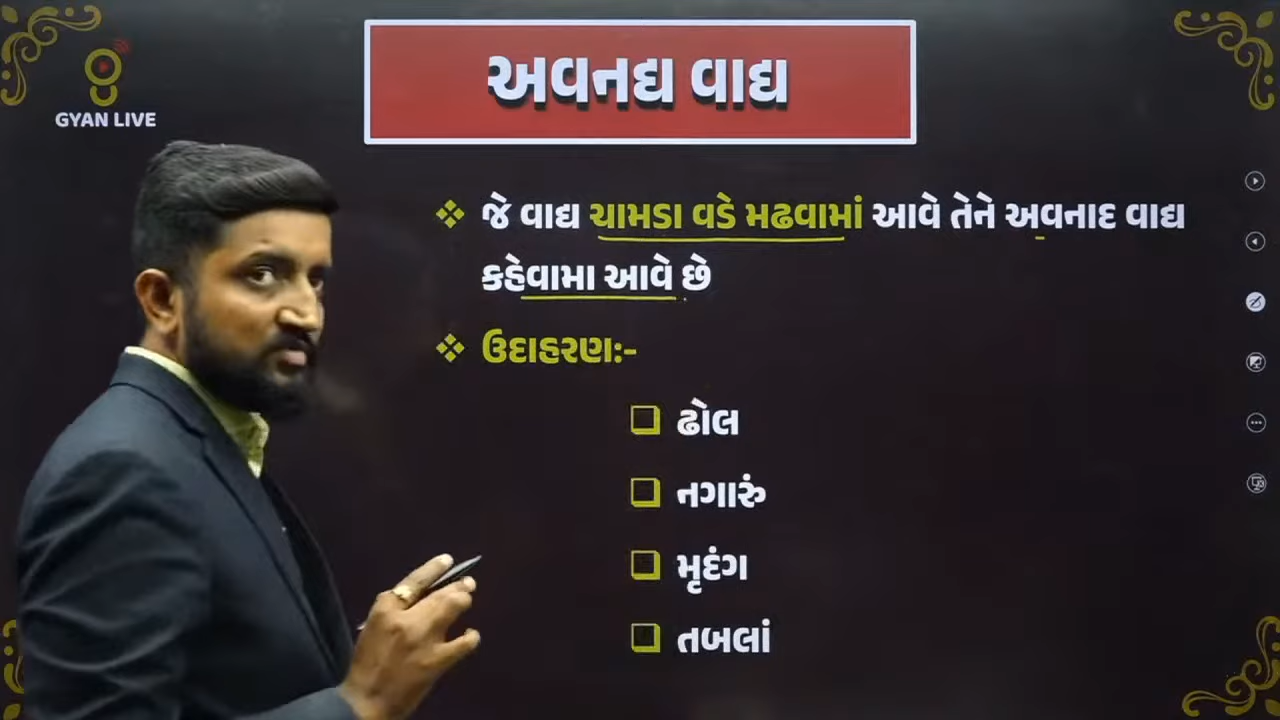 GYAN LIVE
અવનદ્ય વાદ્ય
❖ જે વાદ્ય ચામડા વડે મઢવામાં આવે તેને અવનાદ વાદ્ય
કહેવામા આવે છે
❖ ઉદાહરણ:-
❑ ઢોલ
❑ નગારું
❑ મૃદંગ
❑ તબલાં